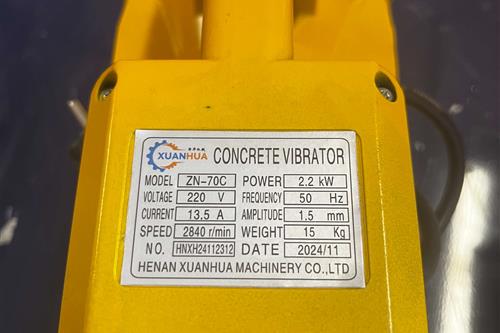 XUANHUA CONCRETE VIBRATOR
MODEL ZN-70C POWER 2.2 kW
VOLTAGE 220 V FREQUENCY 50 Hz
CURRENT 13.5 A AMPLITUDE 1.5 mm
SPEED 2840 r/min WEIGHT 15 Kg
NO. HNXH24112312 DATE 2024/11
HENAN XUANHUA MACHINERY CO.,LTD